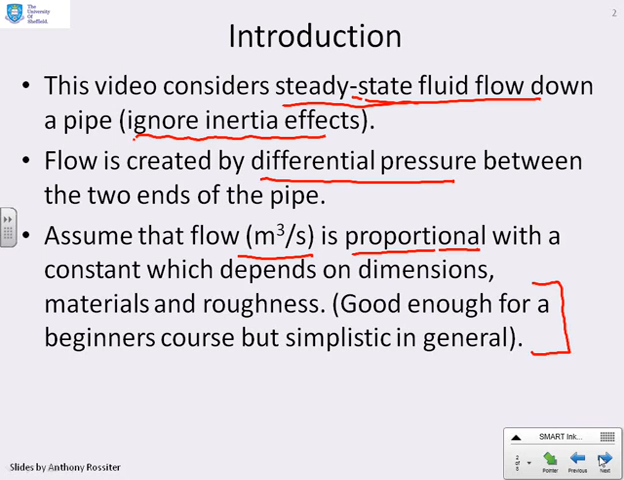 The
University
Of
Sheffield.
2
Introduction
• This video considers steady-state fluid flow down
a pipe (ignore inertia effects).
• Flow is created by differential pressure between
the two ends of the pipe.
• Assume that flow (m³/s) is proportional with a
constant which depends on dimensions,
materials and roughness. (Good enough for a
beginners course but simplistic in general).
SMART Ink...
2
of
Pointer
Previous
Next
Slides by Anthony Rossiter